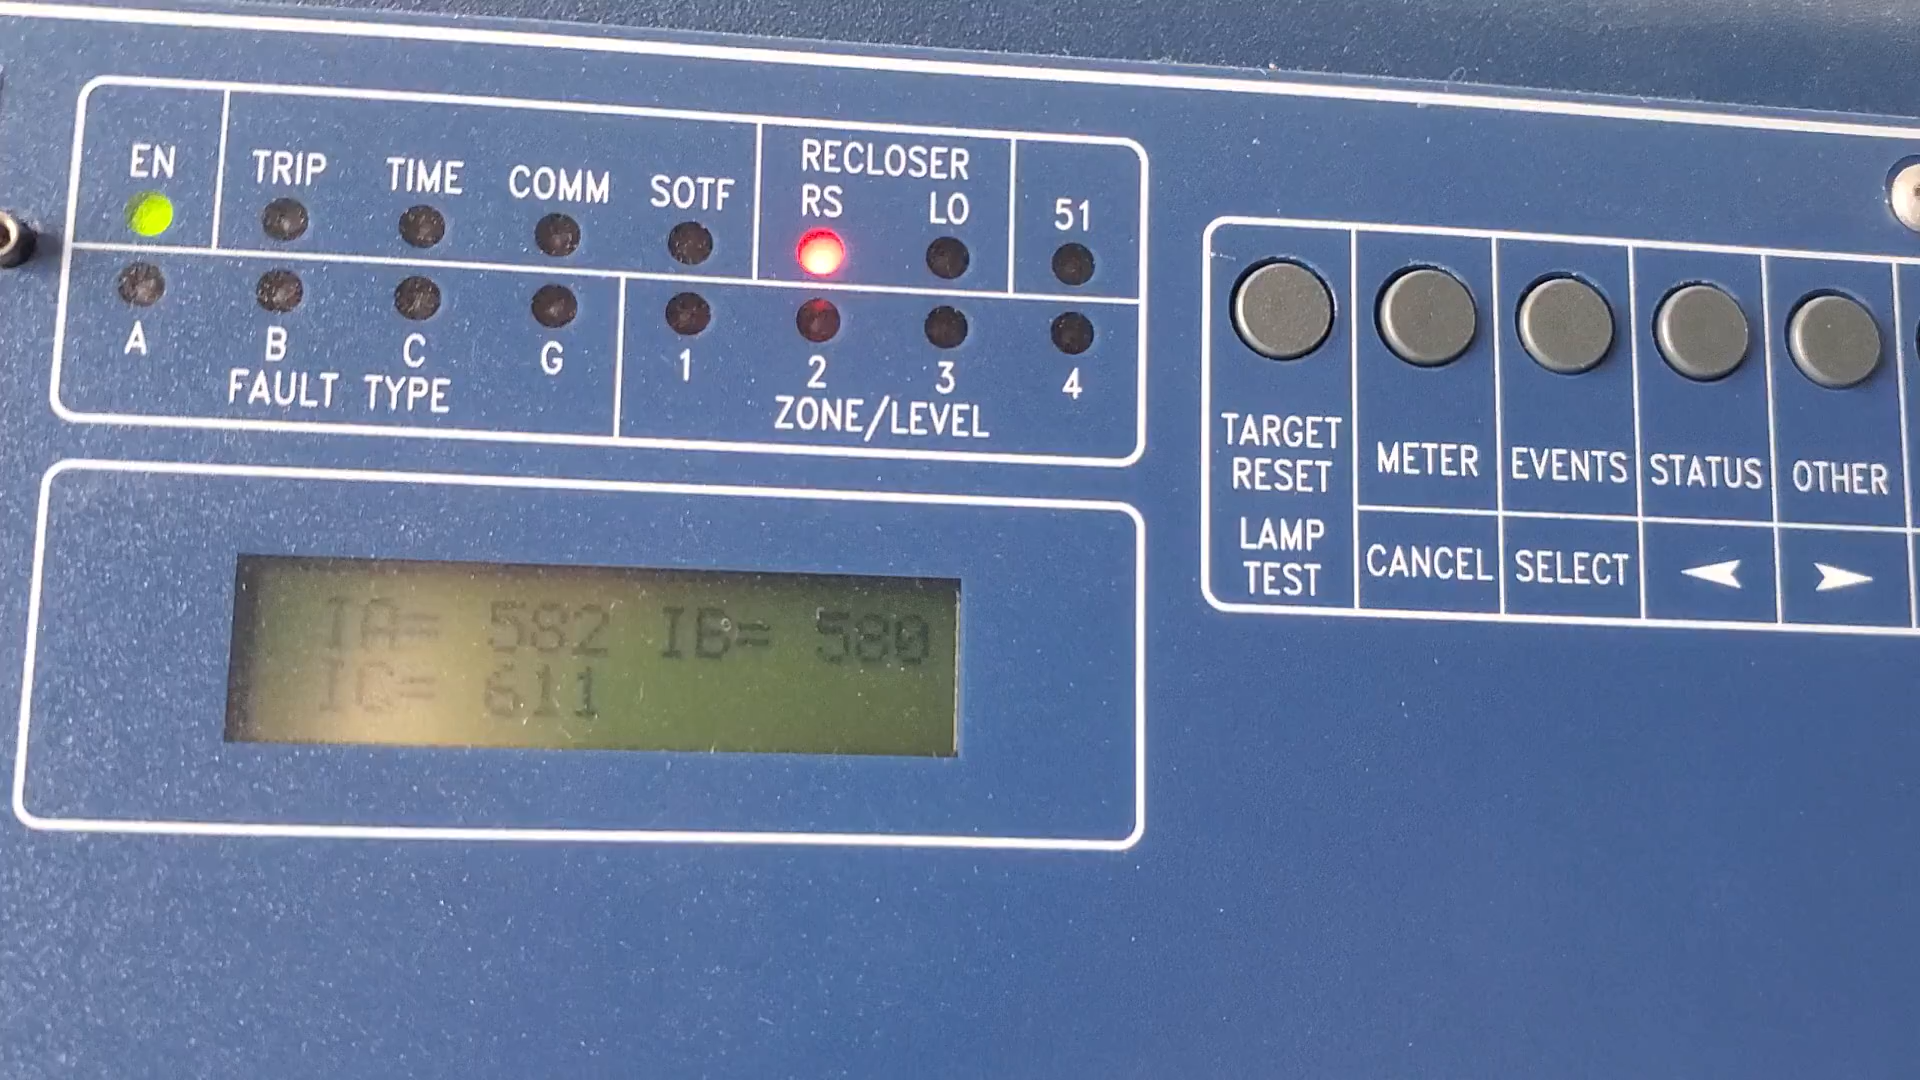 EN TRIP TIME COMM SOTF RECLOSER
RS LO 51
A B C G 1 2 3 4
FAULT TYPE ZONE/LEVEL
IA= 582 IB= 580
IC= 611
TARGET RESET METER EVENTS STATUS OTHER
LAMP TEST CANCEL SELECT